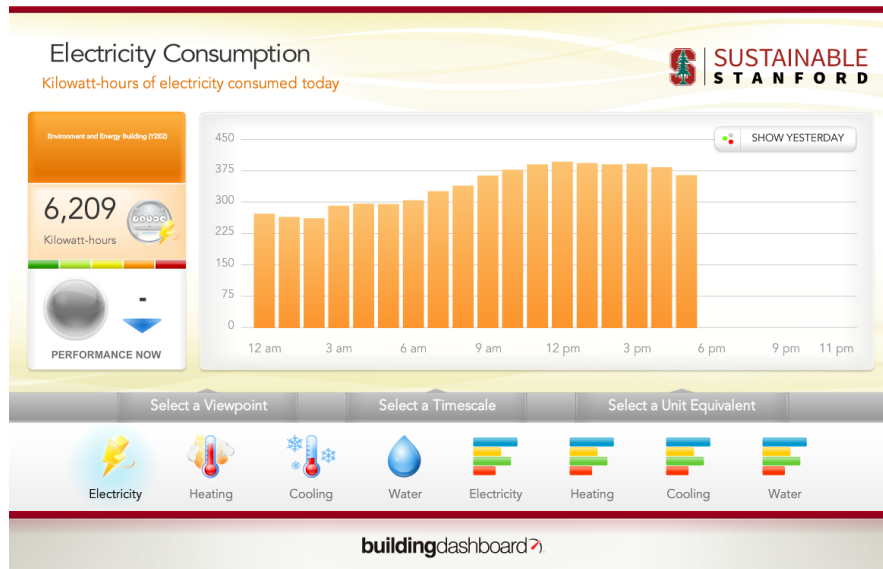 Electricity Consumption
Kilowatt-hours of electricity consumed today
SUSTAINABLE
STANFORD
Environment and Energy Building (Y2E2)
6,209
Kilowatt-hours
-
PERFORMANCE NOW
SHOW YESTERDAY
450
375
300
225
150
75
0
12 am 3 am 6 am 9 am 12 pm 3 pm 6 pm 9 pm 11 pm
Select a Viewpoint Select a Timescale Select a Unit Equivalent
Electricity Heating Cooling Water Electricity Heating Cooling Water
buildingdashboard